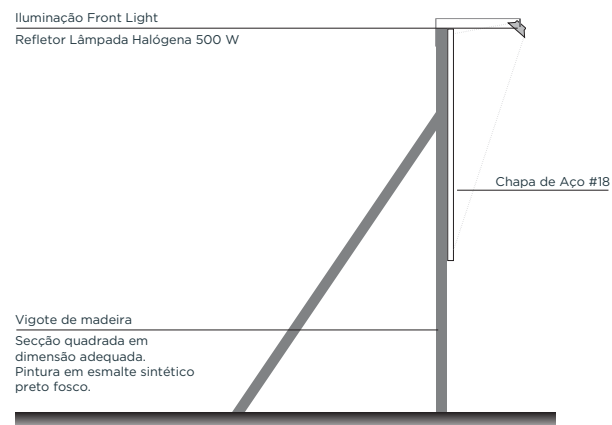 Iluminação Front Light
Refletor Lâmpada Halógena 500 W
Chapa de Aço #18
Vigote de madeira
Secção quadrada em
dimensão adequada.
Pintura em esmalte sintético
preto fosco.